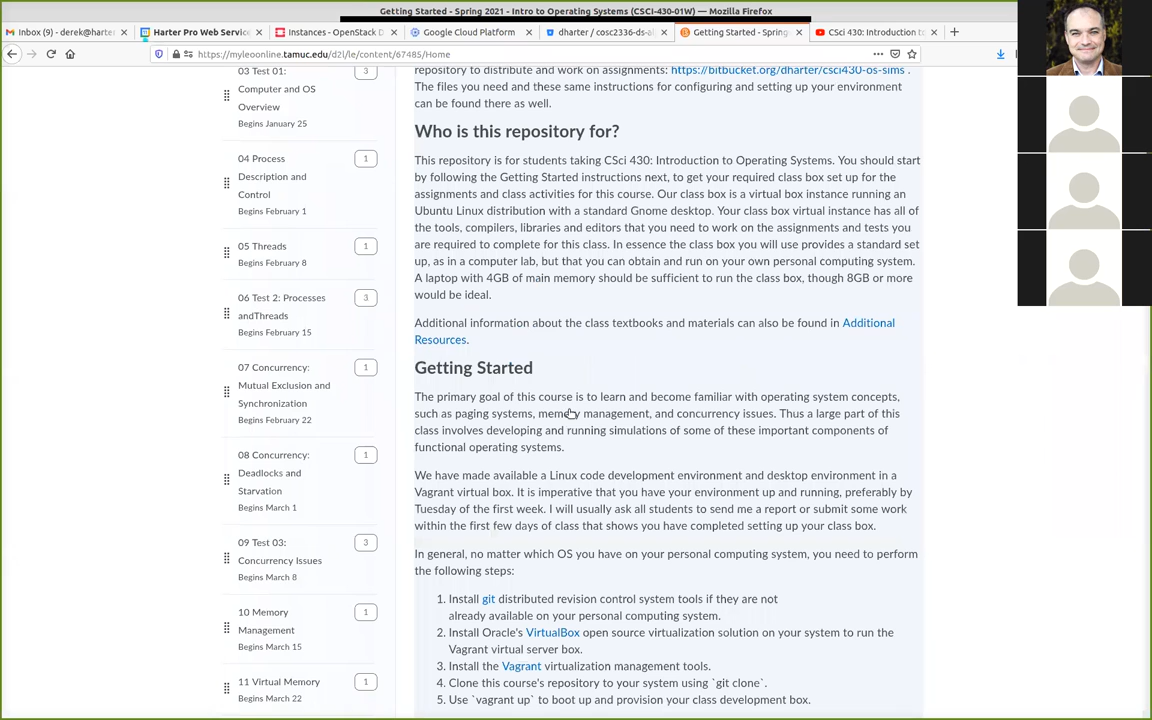 Getting Started - Spring 2021 - Intro to Operating Systems (CSCI-430-01W) — Mozilla Firefox
Inbox (9) - derek@harter
Harter Pro Web Servic
Instances - OpenStack D
Google Cloud Platform
dharter / cosc2336-ds-al
Getting Started - Spring
CSci 430: Introduction to
https://myleoonline.tamuc.edu/d2l/le/content/67485/Home
03 Test 01:
Computer and OS
Overview
Begins January 25
3
04 Process
Description and
Control
Begins February 1
1
05 Threads
Begins February 8
1
06 Test 2: Processes
andThreads
Begins February 15
3
07 Concurrency:
Mutual Exclusion and
Synchronization
Begins February 22
1
08 Concurrency:
Deadlocks and
Starvation
Begins March 1
1
09 Test 03:
Concurrency Issues
Begins March 8
3
10 Memory
Management
Begins March 15
1
11 Virtual Memory
Begins March 22
1
repository to distribute and work on assignments: https://bitbucket.org/dharter/csci430-os-sims .
The files you need and these same instructions for configuring and setting up your environment
can be found there as well.
Who is this repository for?
This repository is for students taking CSci 430: Introduction to Operating Systems. You should start
by following the Getting Started instructions next, to get your required class box set up for the
assignments and class activities for this course. Our class box is a virtual box instance running an
Ubuntu Linux distribution with a standard Gnome desktop. Your class box virtual instance has all of
the tools, compilers, libraries and editors that you need to work on the assignments and tests you
are required to complete for this class. In essence the class box you will use provides a standard set
up, as in a computer lab, but that you can obtain and run on your own personal computing system.
A laptop with 4GB of main memory should be sufficient to run the class box, though 8GB or more
would be ideal.
Additional information about the class textbooks and materials can also be found in Additional
Resources.
Getting Started
The primary goal of this course is to learn and become familiar with operating system concepts,
such as paging systems, memory management, and concurrency issues. Thus a large part of this
class involves developing and running simulations of some of these important components of
functional operating systems.
We have made available a Linux code development environment and desktop environment in a
Vagrant virtual box. It is imperative that you have your environment up and running, preferably by
Tuesday of the first week. I will usually ask all students to send me a report or submit some work
within the first few days of class that shows you have completed setting up your class box.
In general, no matter which OS you have on your personal computing system, you need to perform
the following steps:
1. Install git distributed revision control system tools if they are not
already available on your personal computing system.
2. Install Oracle's VirtualBox open source virtualization solution on your system to run the
Vagrant virtual server box.
3. Install the Vagrant virtualization management tools.
4. Clone this course's repository to your system using `git clone`.
5. Use `vagrant up` to boot up and provision your class development box.